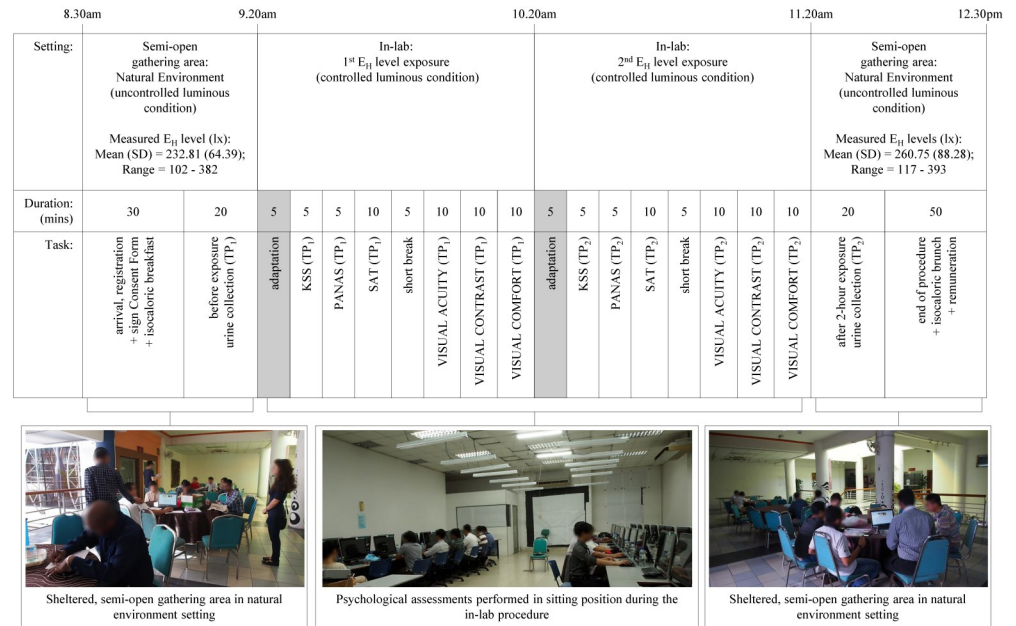 8.30am 9.20am 10.20am 11.20am 12.30pm
Setting:
Semi-open
gathering area:
Natural Environment
(uncontrolled luminous
condition)
Measured E_H level (lx):
Mean (SD) = 232.81 (64.39);
Range = 102 - 382
In-lab:
1st E_H level exposure
(controlled luminous condition)
In-lab:
2nd E_H level exposure
(controlled luminous condition)
Semi-open
gathering area:
Natural Environment
(uncontrolled luminous
condition)
Measured E_H levels (lx):
Mean (SD) = 260.75 (88.28);
Range = 117 - 393
Duration:
(mins)
30 20 5 5 5 10 5 10 10 10 5 5 5 10 5 10 10 10 20 50
Task:
arrival, registration
+ sign Consent Form
+ isocaloric breakfast
before exposure
urine collection (TP1)
adaptation
KSS (TP1)
PANAS (TP1)
SAT (TP1)
short break
VISUAL ACUITY (TP1)
VISUAL CONTRAST (TP1)
VISUAL COMFORT (TP1)
adaptation
KSS (TP2)
PANAS (TP2)
SAT (TP2)
short break
VISUAL ACUITY (TP2)
VISUAL CONTRAST (TP2)
VISUAL COMFORT (TP2)
after 2-hour exposure
urine collection (TP2)
end of procedure
+ isocaloric brunch
+ remuneration
Sheltered, semi-open gathering area in natural
environment setting
Psychological assessments performed in sitting position during the
in-lab procedure
Sheltered, semi-open gathering area in natural
environment setting